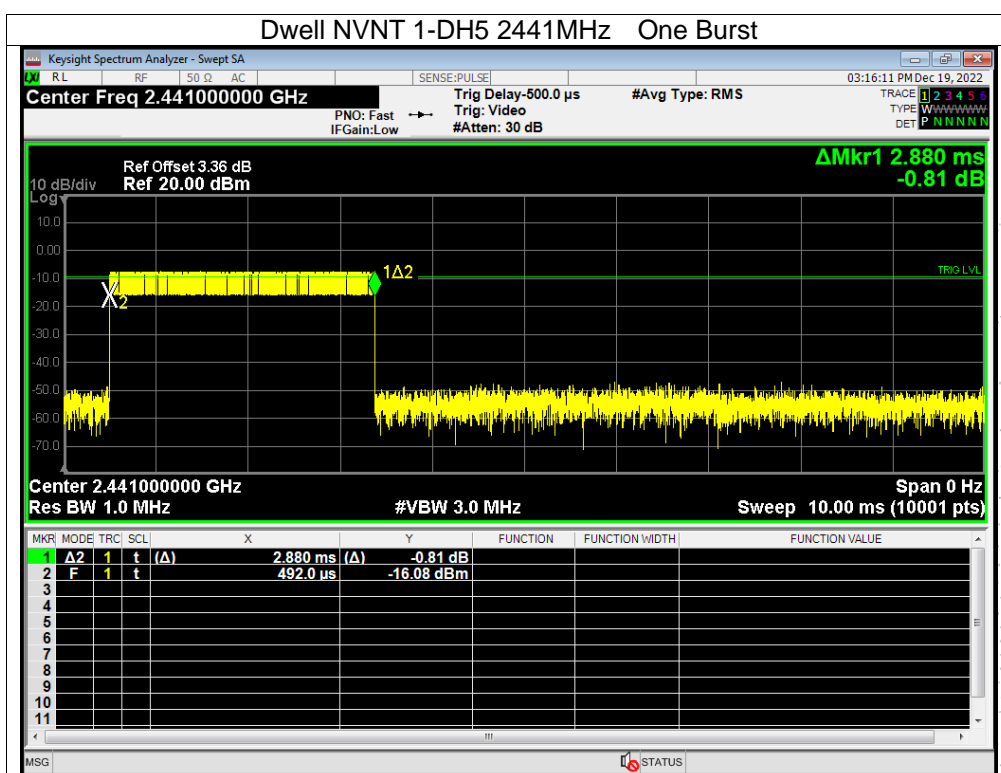 Dwell NVNT 1-DH5 2441MHz One Burst
Keysight Spectrum Analyzer - Swept SA
LXI RL RF 50 Ω AC SENSE:PULSE 03:16:11 PM Dec 19, 2022
Center Freq 2.441000000 GHz Trig Delay-500.0 µs #Avg Type: RMS TRACE 1 2 3 4 5 6
PNO: Fast Trig: Video TYPE WWWWWW
IFGain:Low #Atten: 30 dB DET P N N N N N
ΔMkr1 2.880 ms
-0.81 dB
Ref Offset 3.36 dB
10 dB/div Ref 20.00 dBm
Log
10.0
0.00
-10.0
1Δ2
TRIG LVL
2
-20.0
-30.0
-40.0
-50.0
-60.0
-70.0
Center 2.441000000 GHz Span 0 Hz
Res BW 1.0 MHz #VBW 3.0 MHz Sweep 10.00 ms (10001 pts)
MKR MODE TRC SCL X Y FUNCTION FUNCTION WIDTH FUNCTION VALUE
1 Δ2 1 t (Δ) 2.880 ms (Δ) -0.81 dB
2 F 1 t 492.0 µs -16.08 dBm
3
4
5
6
7
8
9
10
11
MSG STATUS